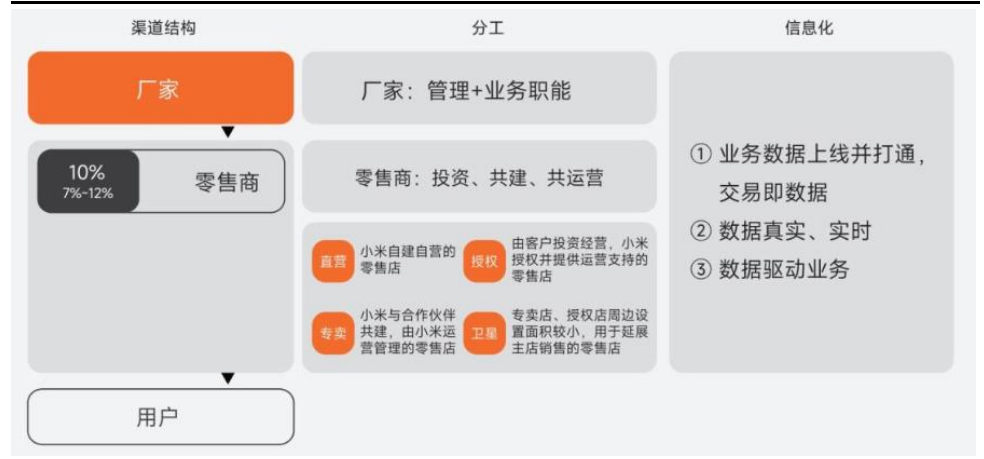 渠道结构
分工
信息化
厂家
厂家：管理+业务职能
10%
7%~12%
零售商
零售商：投资、共建、共运营
直营
小米自建自营的
零售店
授权
由客户投资经营，小米
授权并提供运营支持的
零售店
专卖
小米与合作伙伴
共建，由小米运
营管理的零售店
卫星
专卖店、授权店周边设
置面积较小，用于延展
主店销售的零售店
① 业务数据上线并打通，
交易即数据
② 数据真实、实时
③ 数据驱动业务
用户